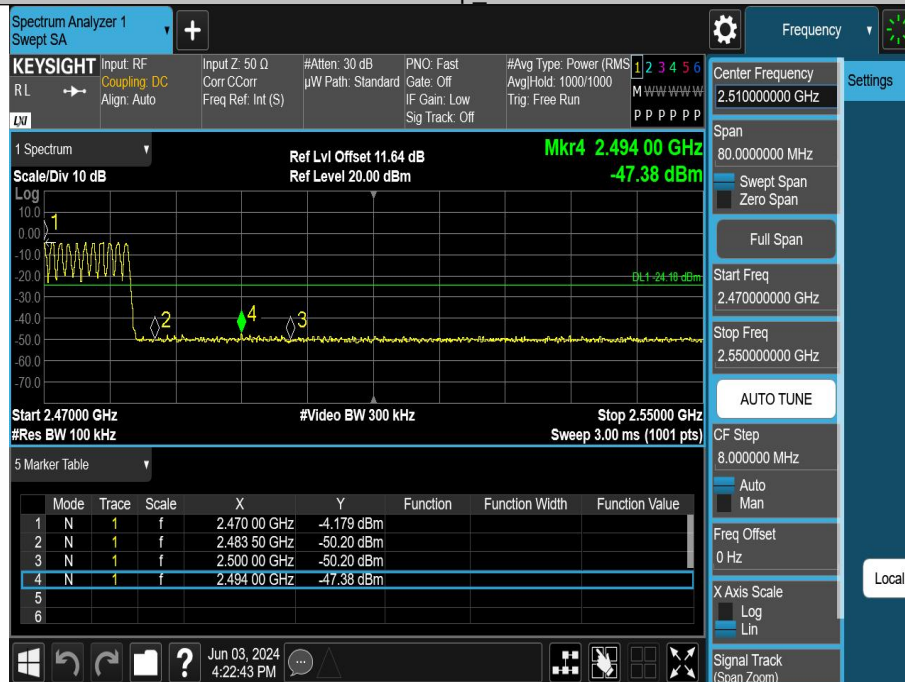 Spectrum Analyzer 1
Swept SA
+
Frequency
KEYSIGHT
RL
LXI
Input: RF
Coupling: DC
Align: Auto
Input Z: 50 Ω
Corr CCorr
Freq Ref: Int (S)
#Atten: 30 dB
µW Path: Standard
PNO: Fast
Gate: Off
IF Gain: Low
Sig Track: Off
#Avg Type: Power (RMS
Avg|Hold: 1000/1000
Trig: Free Run
1 2 3 4 5 6
M W W W W W
P P P P P P
1 Spectrum
Scale/Div 10 dB
Ref Lvl Offset 11.64 dB
Ref Level 20.00 dBm
Mkr4 2.494 00 GHz
-47.38 dBm
Log
10.0
0.00
-10.0
-20.0
-30.0
-40.0
-50.0
-60.0
-70.0
1
2
4
3
DL1 -24.18 dBm
Start 2.47000 GHz
#Res BW 100 kHz
#Video BW 300 kHz
Stop 2.55000 GHz
Sweep 3.00 ms (1001 pts)
5 Marker Table
Mode Trace Scale X Y Function Function Width Function Value
1 N 1 f 2.470 00 GHz -4.179 dBm
2 N 1 f 2.483 50 GHz -50.20 dBm
3 N 1 f 2.500 00 GHz -50.20 dBm
4 N 1 f 2.494 00 GHz -47.38 dBm
5
6
?
Jun 03, 2024
4:22:43 PM
Center Frequency
2.510000000 GHz
Span
80.0000000 MHz
Swept Span
Zero Span
Full Span
Start Freq
2.470000000 GHz
Stop Freq
2.550000000 GHz
AUTO TUNE
CF Step
8.000000 MHz
Auto
Man
Freq Offset
0 Hz
X Axis Scale
Log
Lin
Signal Track
(Span Zoom)
Settings
Local